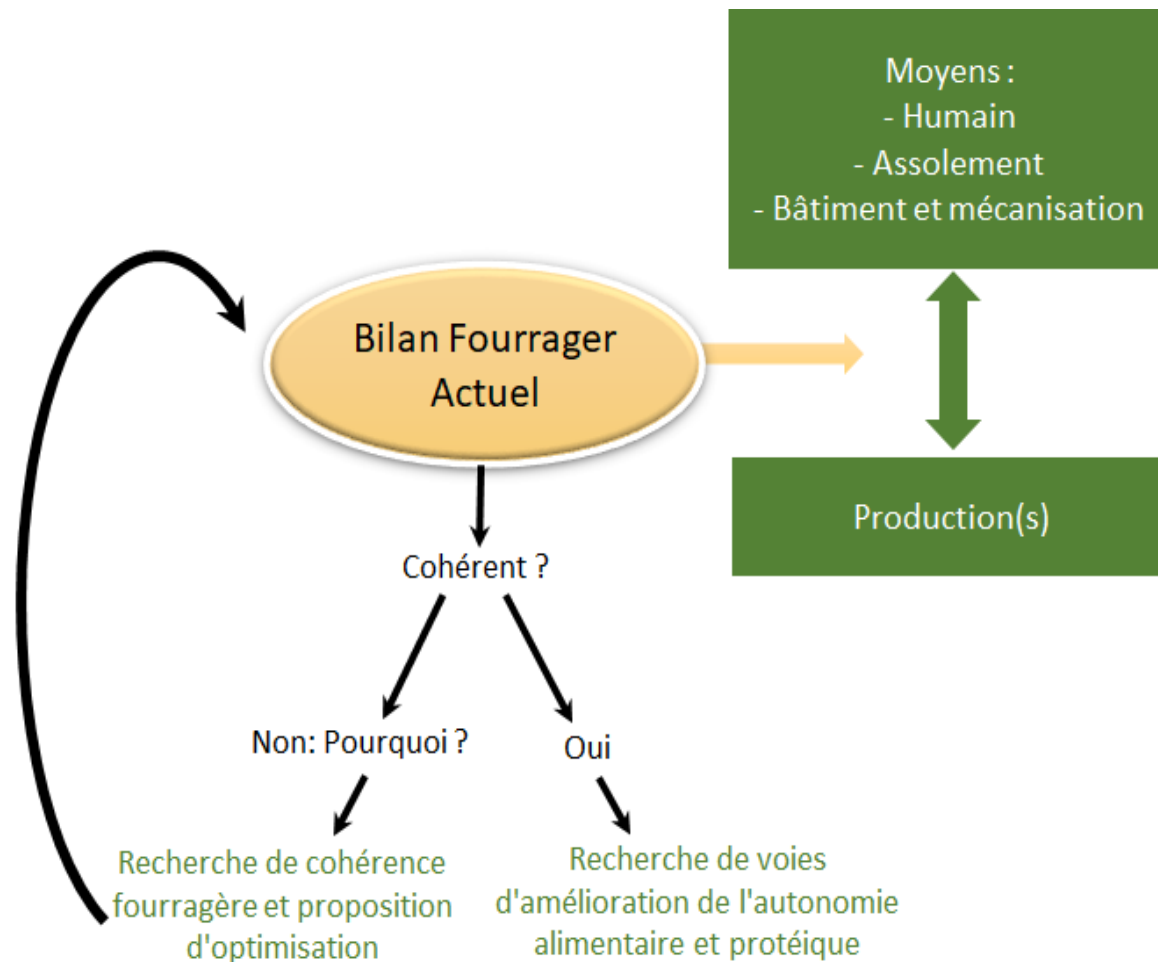 Moyens :
- Humain
- Assolement
- Bâtiment et mécanisation
Bilan Fourrager
Actuel
Production(s)
Cohérent ?
Non: Pourquoi ?
Oui
Recherche de cohérence
fourragère et proposition
d'optimisation
Recherche de voies
d'amélioration de l'autonomie
alimentaire et protéique